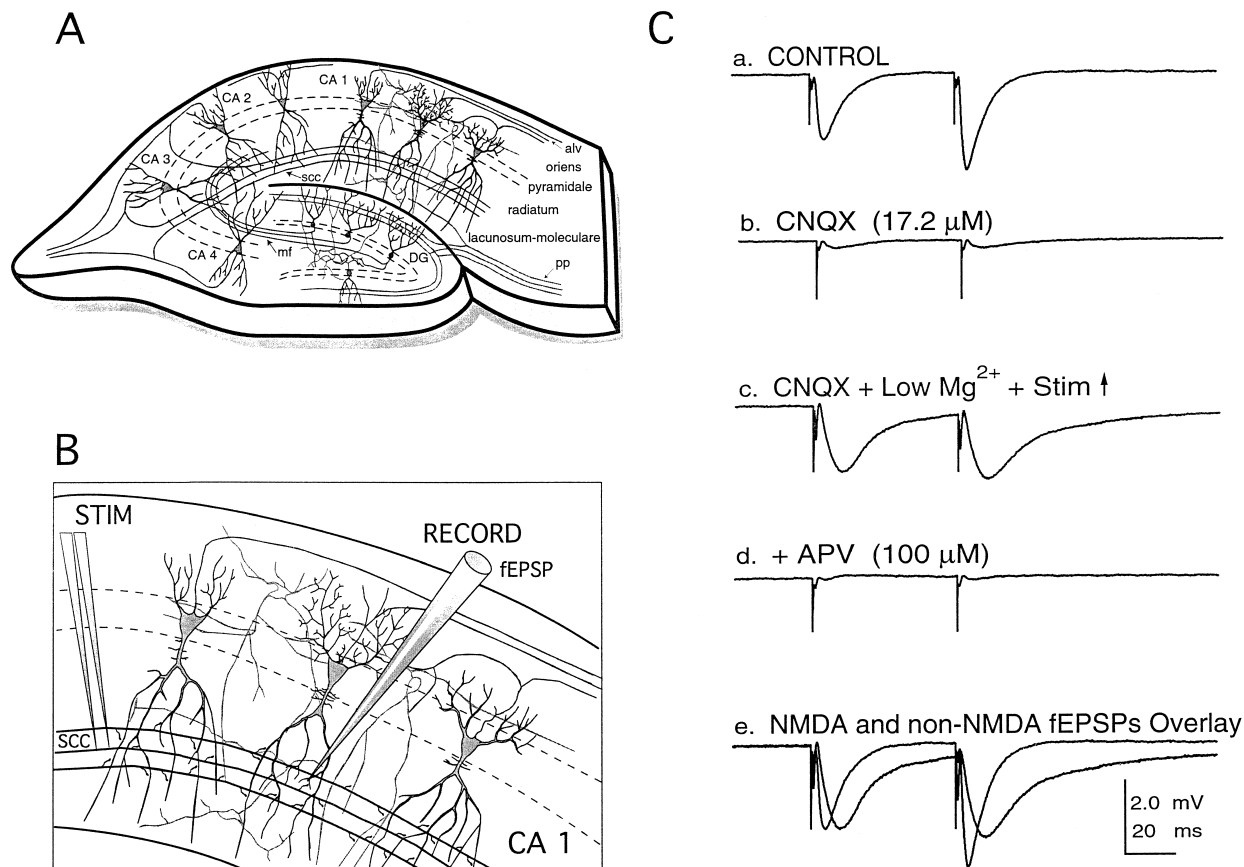 A
CA 1
CA 2
CA 3
CA 4
scc
mf
DG
alv
oriens
pyramidale
radiatum
lacunosum-moleculare
pp
B
STIM
RECORD
fEPSP
SCC
CA 1
C
a. CONTROL
b. CNQX (17.2 µM)
c. CNQX + Low Mg2+ + Stim ↑
d. + APV (100 µM)
e. NMDA and non-NMDA fEPSPs Overlay
2.0 mV
20 ms